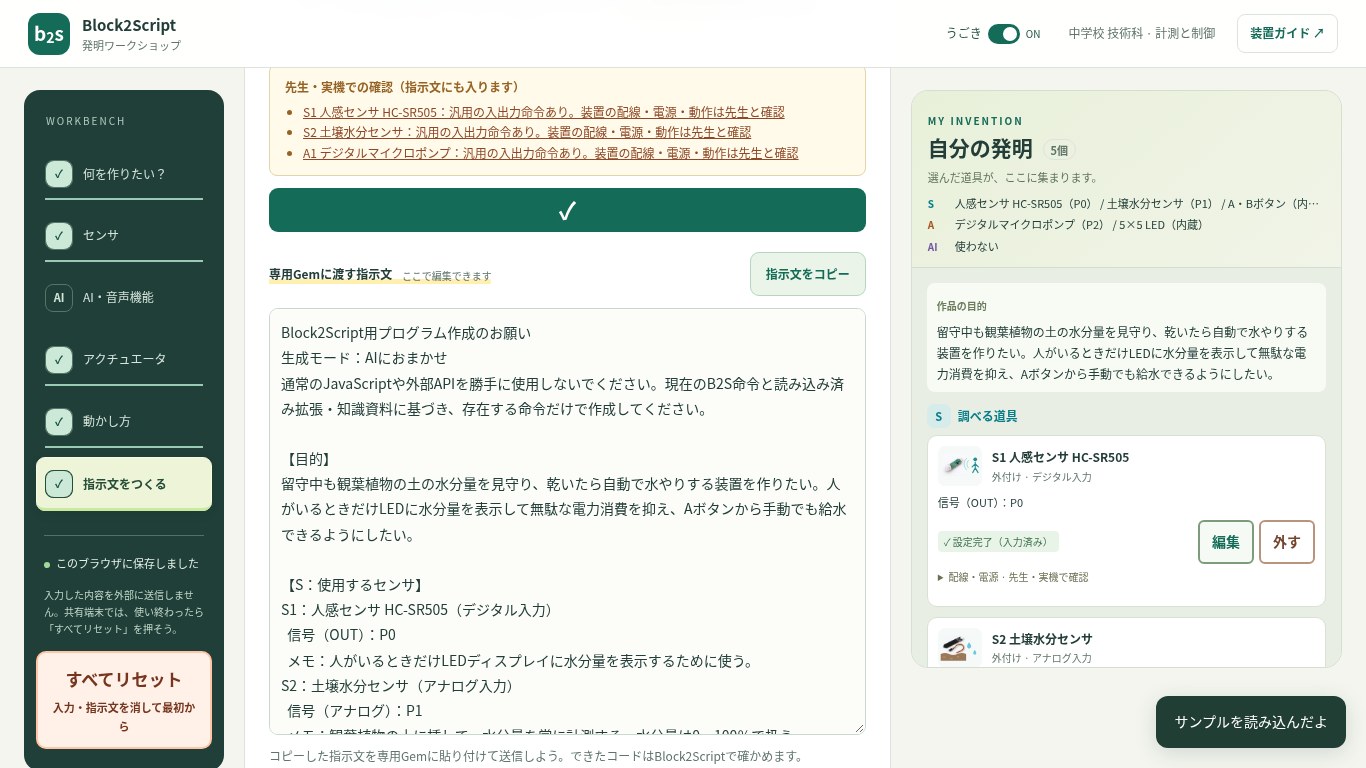 b2s
Block2Script
発明ワークショップ
うごき ON
中学校 技術科・計測と制御
装置ガイド ↗
WORKBENCH
✓ 何を作りたい？
✓ センサ
AI AI・音声機能
✓ アクチュエータ
✓ 動かし方
✓ 指示文をつくる
このブラウザに保存しました
入力した内容を外部に送信しませ
ん。共有端末では、使い終わったら
「すべてリセット」を押そう。
すべてリセット
入力・指示文を消して最初か
ら
先生・実機での確認（指示文にも入ります）
S1 人感センサ HC-SR505：汎用の入出力命令あり。装置の配線・電源・動作は先生と確認
S2 土壌水分センサ：汎用の入出力命令あり。装置の配線・電源・動作は先生と確認
A1 デジタルマイクロポンプ：汎用の入出力命令あり。装置の配線・電源・動作は先生と確認
✓
専用Gemに渡す指示文 ここで編集できます
指示文をコピー
Block2Script用プログラム作成のお願い
生成モード：AIにおまかせ
通常のJavaScriptや外部APIを勝手に使用しないでください。現在のB2S命令と読み込み済
み拡張・知識資料に基づき、存在する命令だけで作成してください。
【目的】
留守中も観葉植物の土の水分量を見守り、乾いたら自動で水やりする装置を作りたい。人
がいるときだけLEDに水分量を表示して無駄な電力消費を抑え、Aボタンから手動でも給水
できるようにしたい。
【S：使用するセンサ】
S1：人感センサ HC-SR505（デジタル入力）
信号（OUT）：P0
メモ：人がいるときだけLEDディスプレイに水分量を表示するために使う。
S2：土壌水分センサ（アナログ入力）
信号（アナログ）：P1
メモ：観葉植物の土に挿して、水分量を常に計測する。水分量は0〜100%で扱う。
コピーした指示文を専用Gemに貼り付けて送信しよう。できたコードはBlock2Scriptで確かめます。
MY INVENTION
自分の発明 5個
選んだ道具が、ここに集まります。
S 人感センサ HC-SR505（P0） / 土壌水分センサ（P1） / A・Bボタン（内…
A デジタルマイクロポンプ（P2） / 5×5 LED（内蔵）
AI 使わない
作品の目的
留守中も観葉植物の土の水分量を見守り、乾いたら自動で水やりする
装置を作りたい。人がいるときだけLEDに水分量を表示して無駄な電
力消費を抑え、Aボタンから手動でも給水できるようにしたい。
S 調べる道具
S1 人感センサ HC-SR505
外付け · デジタル入力
信号（OUT）：P0
✓設定完了（入力済み）
編集
外す
▶ 配線・電源・先生・実機で確認
S2 土壌水分センサ
外付け · アナログ入力
サンプルを読み込んだよ